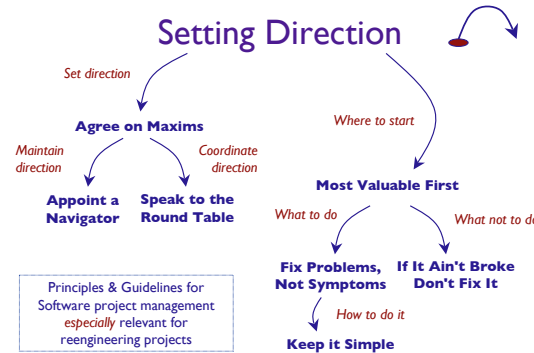 Setting Direction
Set direction
Agree on Maxims
Where to start
Maintain
direction
Coordinate
direction
Appoint a
Navigator
Speak to the
Round Table
Most Valuable First
What to do
What not to do
Fix Problems,
Not Symptoms
If It Ain't Broke
Don't Fix It
How to do it
Keep it Simple
Principles & Guidelines for
Software project management
especially relevant for
reengineering projects